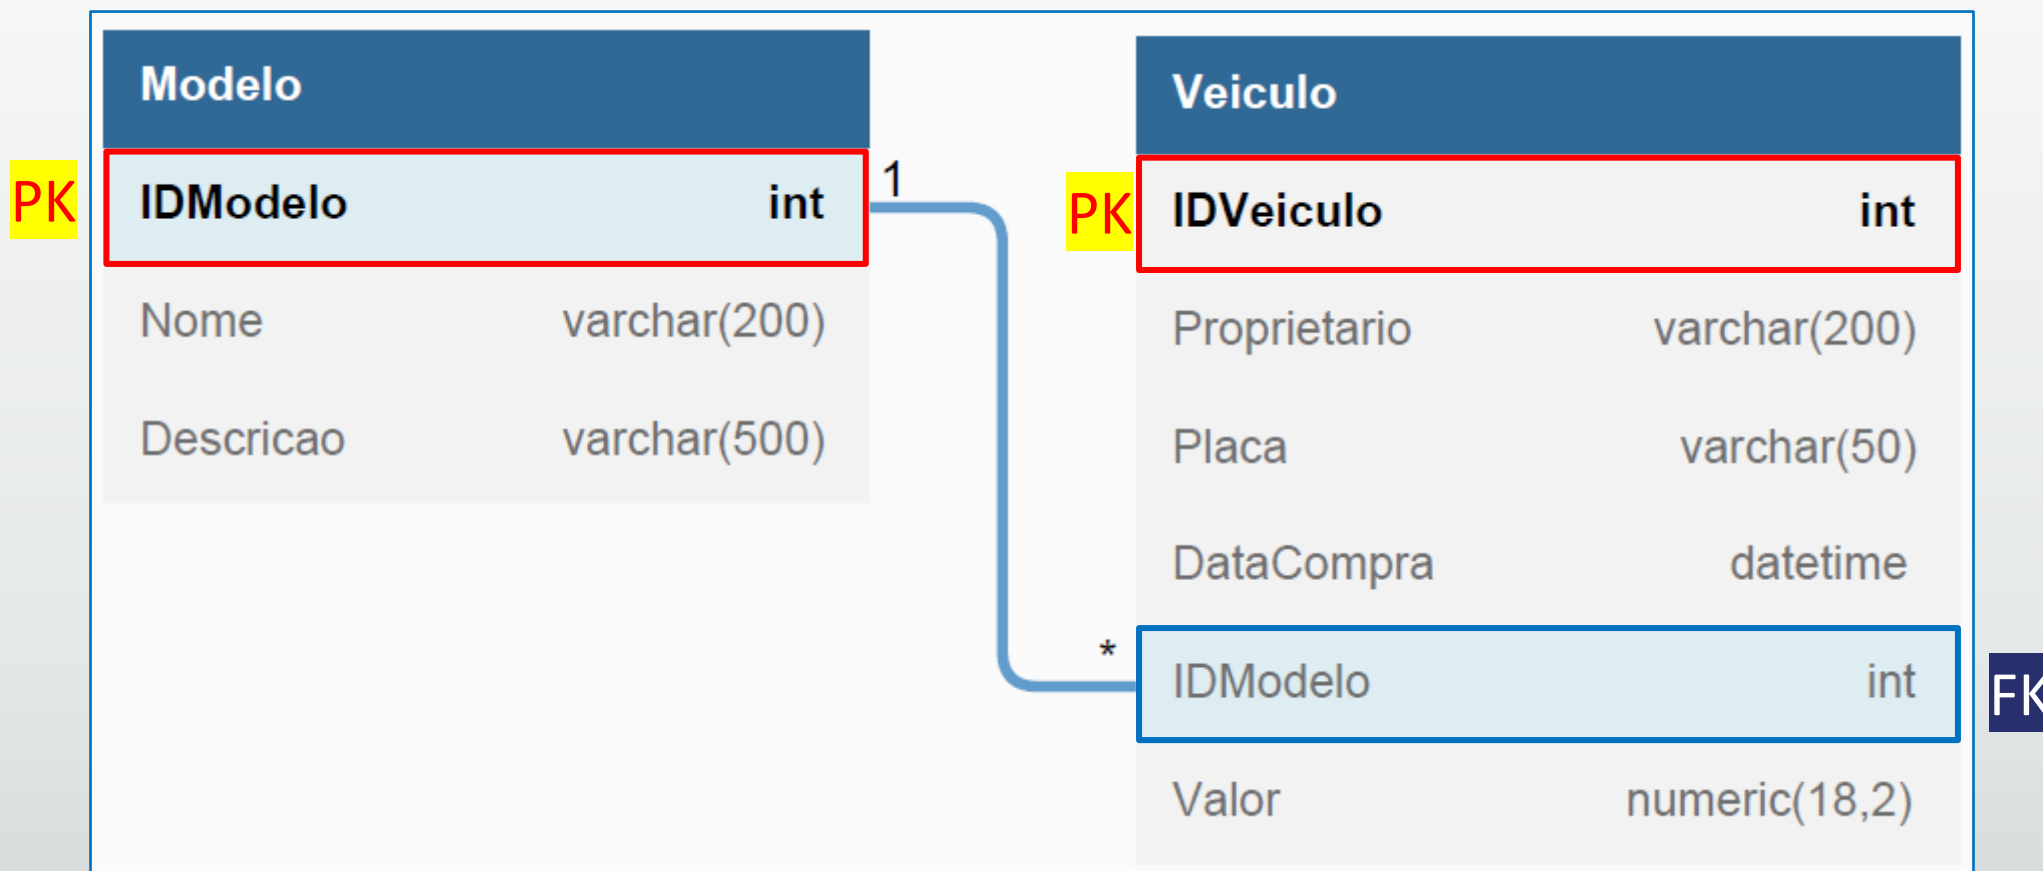 Modelo
PK
IDModelo int
Nome varchar(200)
Descricao varchar(500)
1
*
Veiculo
PK
IDVeiculo int
Proprietario varchar(200)
Placa varchar(50)
DataCompra datetime
IDModelo int
FK
Valor numeric(18,2)